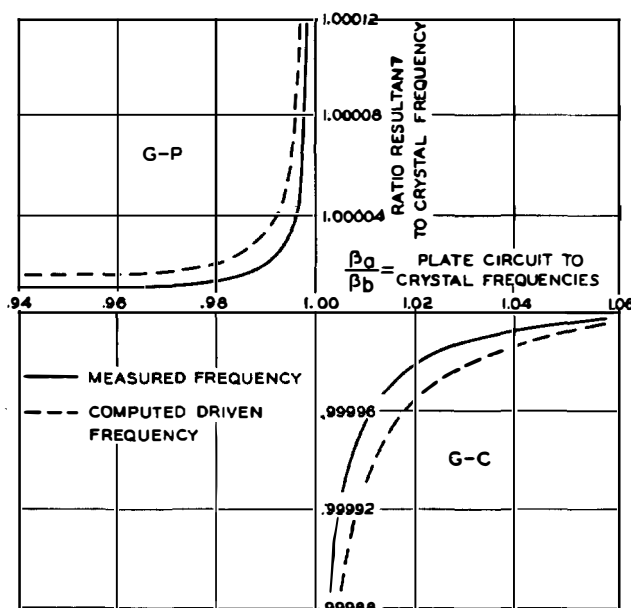 1.00012
RATIO RESULTANT
TO CRYSTAL FREQUENCY
1.00008
G-P
1.00004
βa/βb = PLATE CIRCUIT TO
CRYSTAL FREQUENCIES
.94 .96 .98 1.00 1.02 1.04 1.06
MEASURED FREQUENCY
COMPUTED DRIVEN
FREQUENCY
.99996
G-C
.99992
.99988